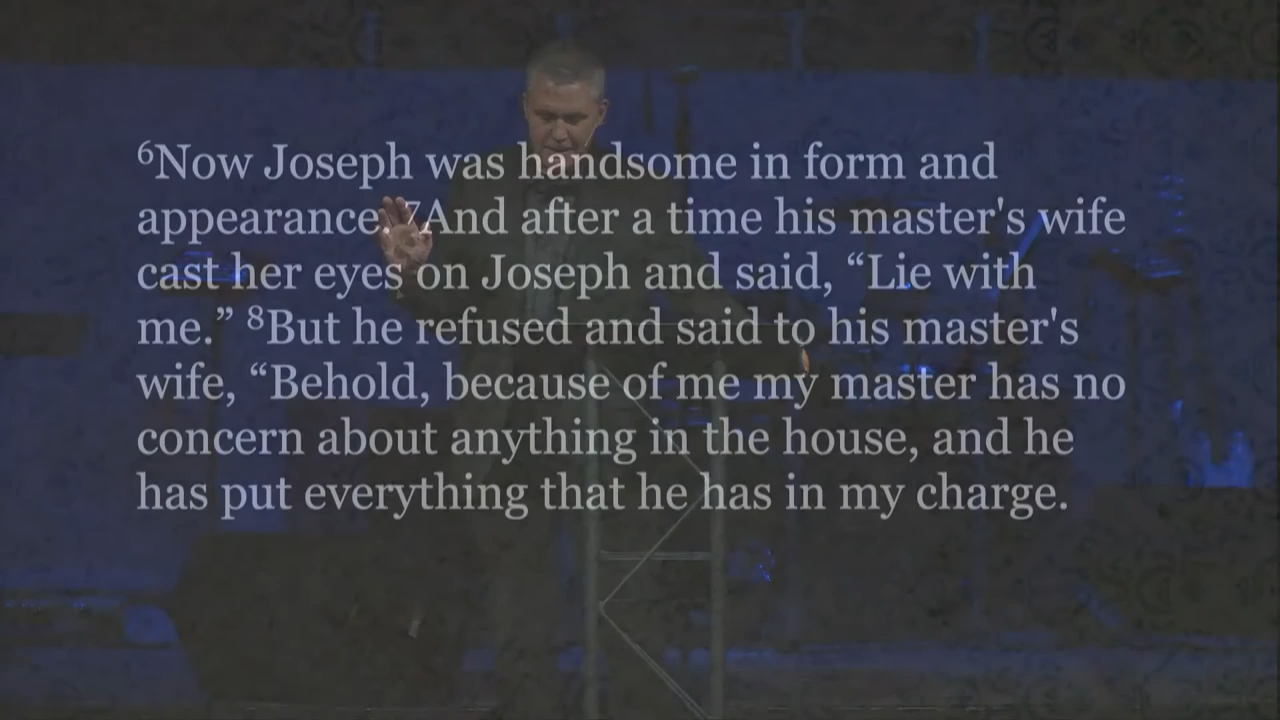 ⁶Now Joseph was handsome in form and
appearance. ⁷And after a time his master's wife
cast her eyes on Joseph and said, “Lie with
me.” ⁸But he refused and said to his master's
wife, “Behold, because of me my master has no
concern about anything in the house, and he
has put everything that he has in my charge.